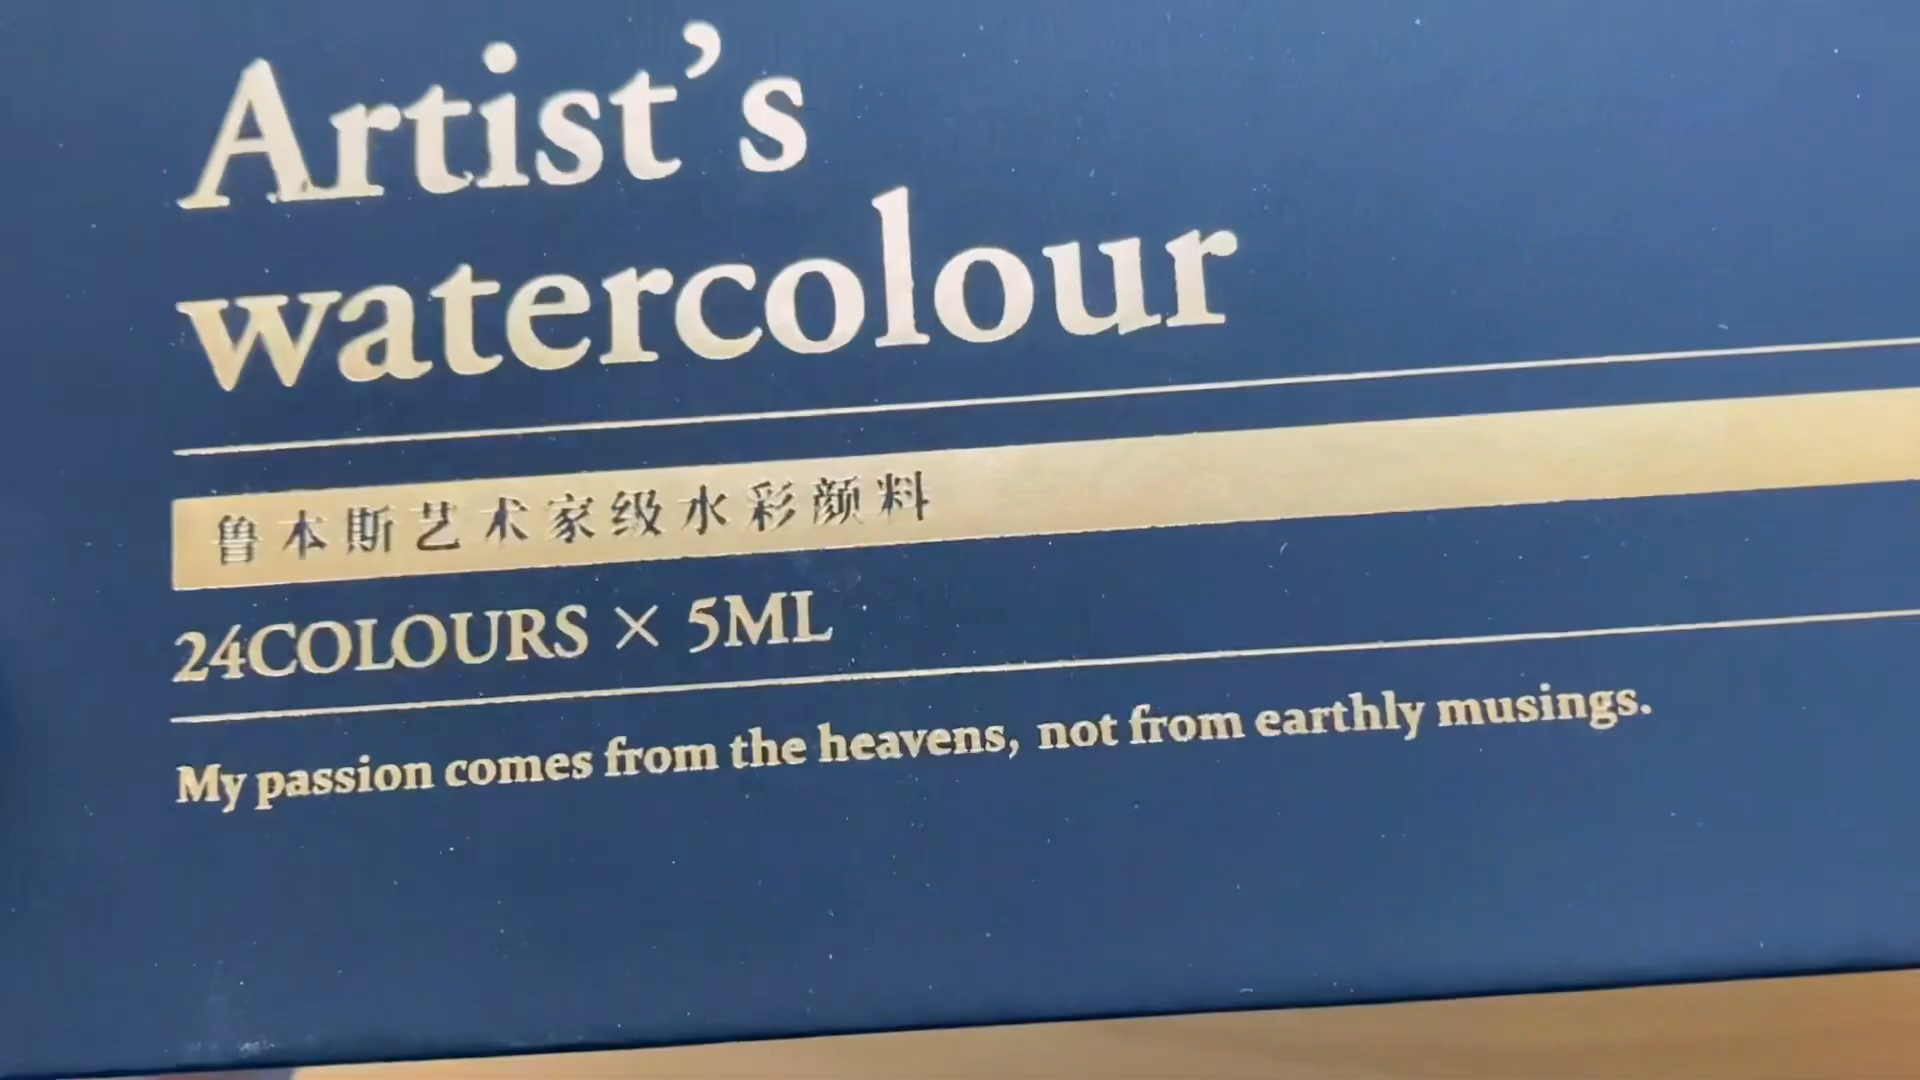 Artist's
watercolour
鲁本斯艺术家级水彩颜料
24COLOURS × 5ML
My passion comes from the heavens, not from earthly musings.